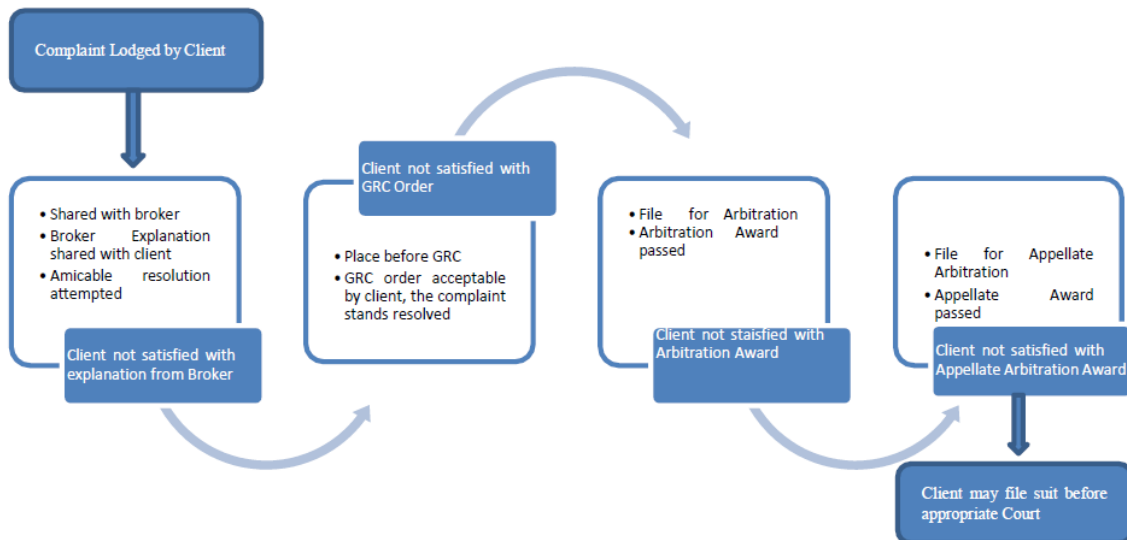 Complaint Lodged by Client
• Shared with broker
• Broker Explanation
shared with client
• Amicable resolution
attempted
Client not satisfied with
explanation from Broker
Client not satisfied with
GRC Order
• Place before GRC
• GRC order acceptable
by client, the complaint
stands resolved
• File for Arbitration
• Arbitration Award
passed
Client not staisfied with
Arbitration Award
• File for Appellate
Arbitration
• Appellate Award
passed
Client not satisfied with
Appellate Arbitration Award
Client may file suit before
appropriate Court